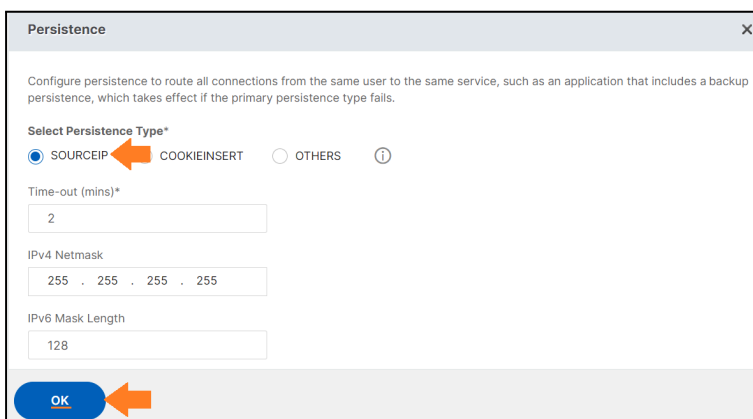 Persistence
Configure persistence to route all connections from the same user to the same service, such as an application that includes a backup
persistence, which takes effect if the primary persistence type fails.
Select Persistence Type*
SOURCEIP COOKIEINSERT OTHERS
Time-out (mins)*
2
IPv4 Netmask
255 . 255 . 255 . 255
IPv6 Mask Length
128
OK